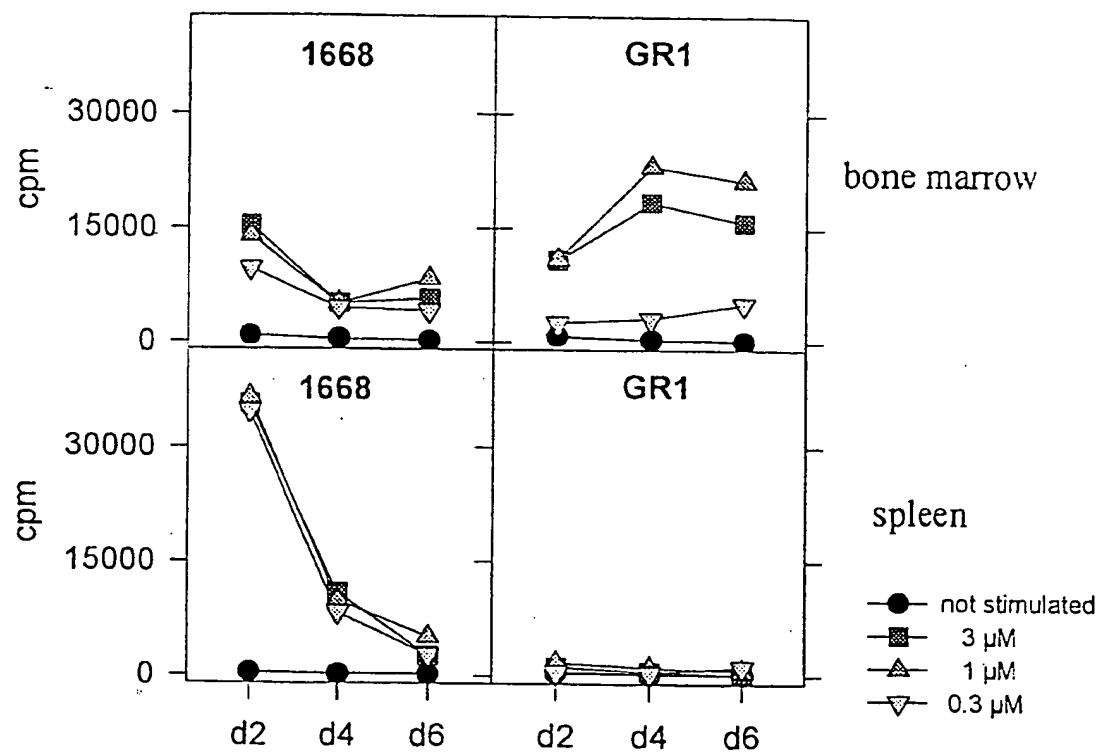 1668
GR1
30000
15000
0
cpm
bone marrow
1668
GR1
30000
15000
0
cpm
spleen
not stimulated
3 µM
1 µM
0.3 µM
d2
d4
d6
d2
d4
d6